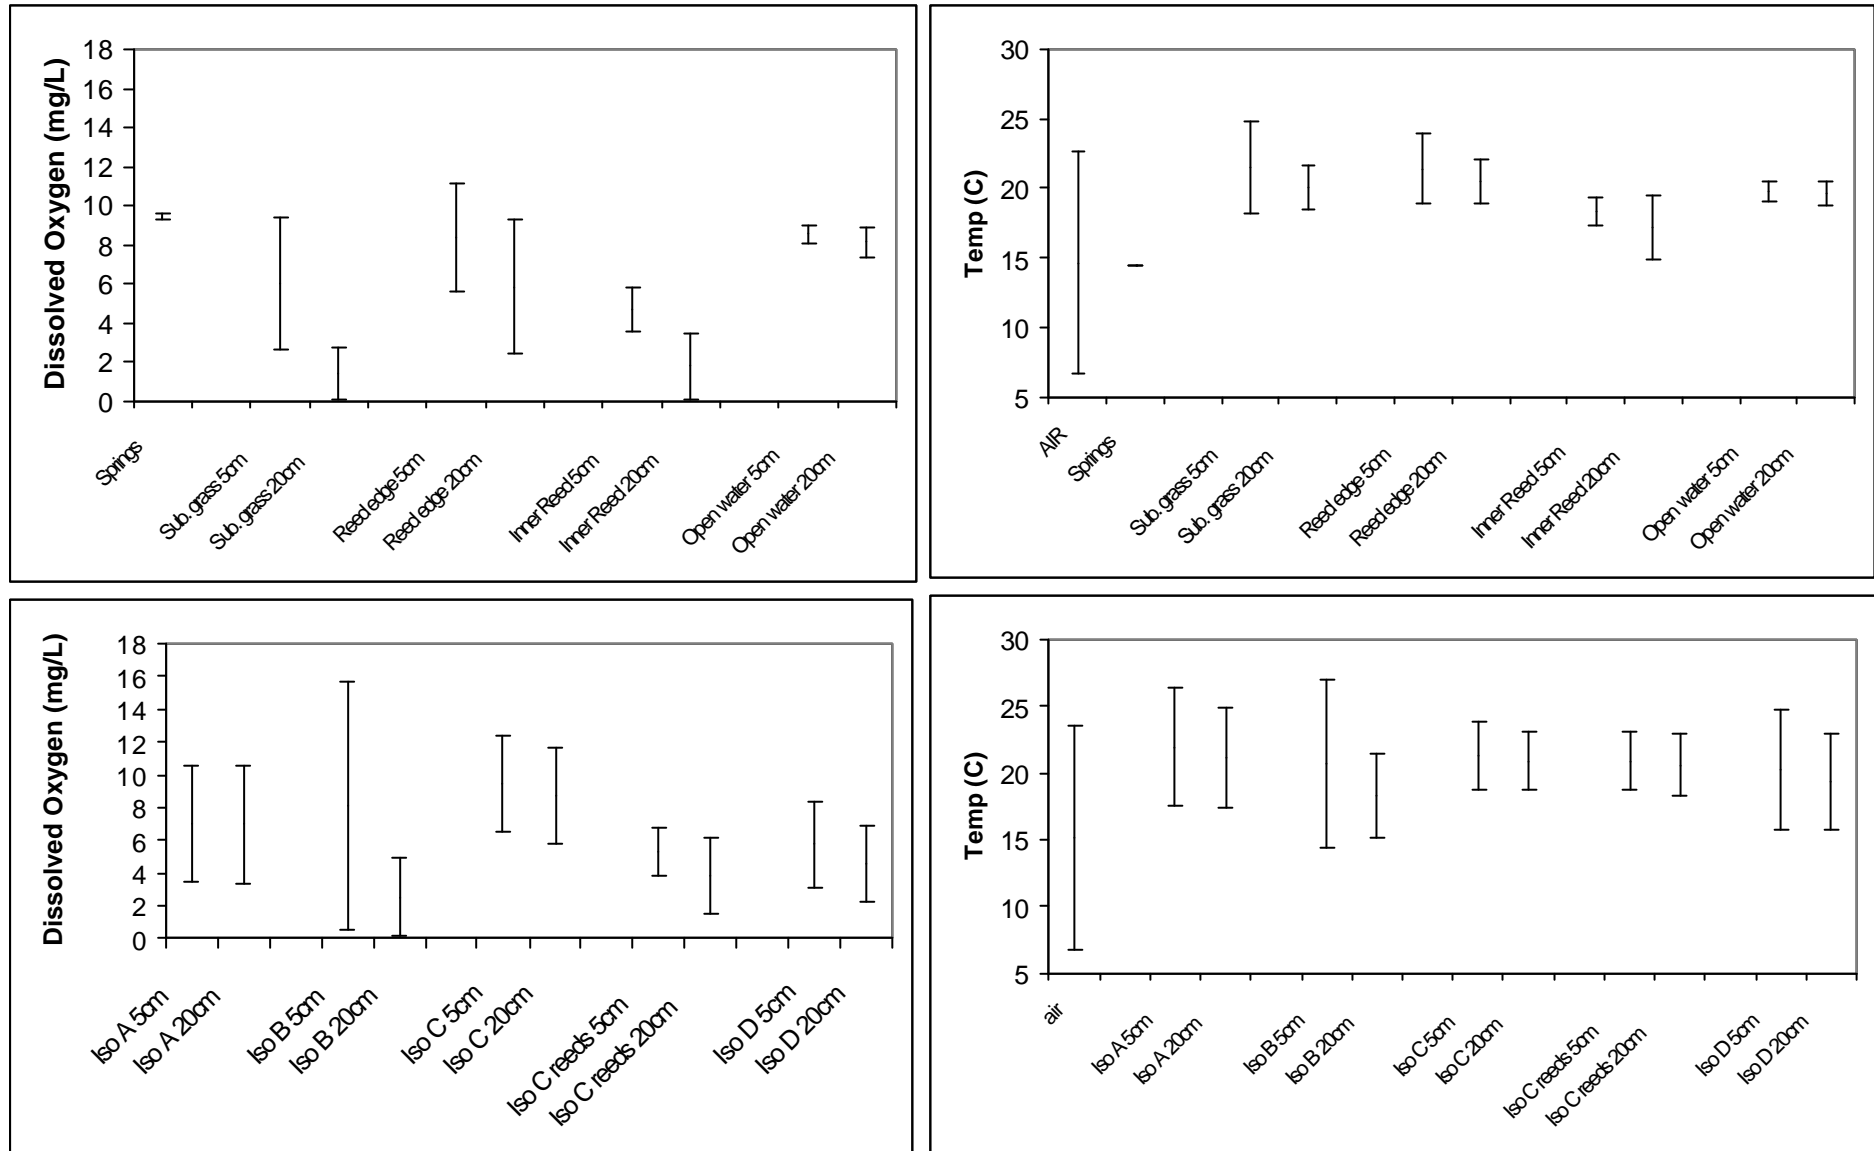 Dissolved Oxygen (mg/L)
18
16
14
12
10
8
6
4
2
0
Springs
Sub. grass 5cm
Sub. grass 20cm
Reed edge 5cm
Reed edge 20cm
Inner Reed 5cm
Inner Reed 20cm
Open water 5cm
Open water 20cm
Temp (C)
30
25
20
15
10
5
AIR
Springs
Sub. grass 5cm
Sub. grass 20cm
Reed edge 5cm
Reed edge 20cm
Inner Reed 5cm
Inner Reed 20cm
Open water 5cm
Open water 20cm
Dissolved Oxygen (mg/L)
18
16
14
12
10
8
6
4
2
0
Iso A 5cm
Iso A 20cm
Iso B 5cm
Iso B 20cm
Iso C 5cm
Iso C 20cm
Iso C reeds 5cm
Iso C reeds 20cm
Iso D 5cm
Iso D 20cm
Temp (C)
30
25
20
15
10
5
air
Iso A 5cm
Iso A 20cm
Iso B 5cm
Iso B 20cm
Iso C 5cm
Iso C 20cm
Iso C reeds 5cm
Iso C reeds 20cm
Iso D 5cm
Iso D 20cm